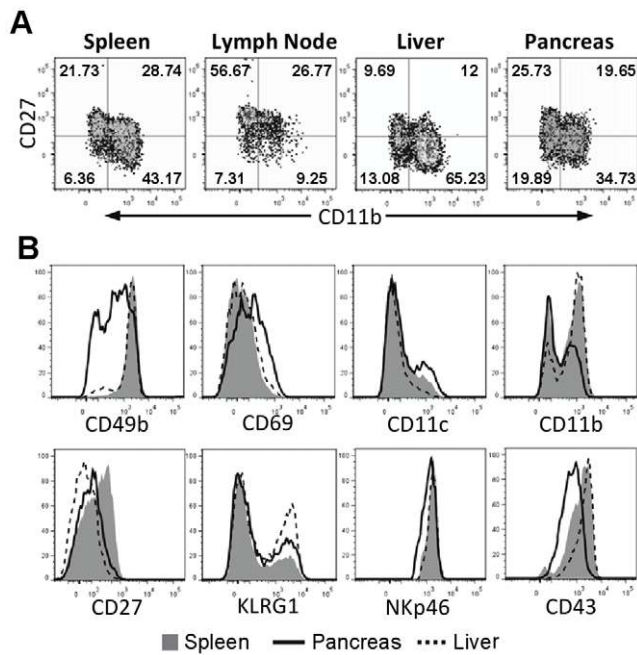 A
Spleen
Lymph Node
Liver
Pancreas
21.73 28.74
56.67 26.77
9.69 12
25.73 19.65
CD27
6.36 43.17
7.31 9.25
13.08 65.23
19.89 34.73
CD11b
B
CD49b
CD69
CD11c
CD11b
CD27
KLRG1
NKp46
CD43
Spleen Pancreas Liver